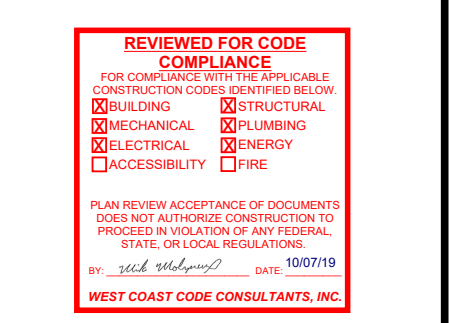 REVIEWED FOR CODE
COMPLIANCE
FOR COMPLIANCE WITH THE APPLICABLE
CONSTRUCTION CODES IDENTIFIED BELOW.
X BUILDING X STRUCTURAL
X MECHANICAL X PLUMBING
X ELECTRICAL X ENERGY
ACCESSIBILITY FIRE
PLAN REVIEW ACCEPTANCE OF DOCUMENTS
DOES NOT AUTHORIZE CONSTRUCTION TO
PROCEED IN VIOLATION OF ANY FEDERAL,
STATE, OR LOCAL REGULATIONS.
BY: DATE: 10/07/19
WEST COAST CODE CONSULTANTS, INC.